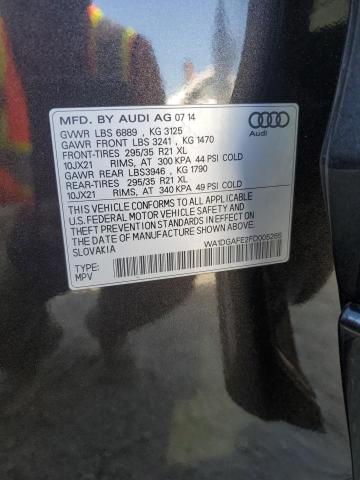 MFD. BY AUDI AG 07 14
GVWR LBS 6889 , KG 3125
GAWR FRONT LBS 3241 , KG 1470
FRONT-TIRES 295/35 R21 XL
10JX21 RIMS, AT 300 KPA 44 PSI COLD
GAWR REAR LBS3946 , KG 1790
REAR-TIRES 295/35 R21 XL
10JX21 RIMS, AT 340 KPA 49 PSI COLD
Audi
THIS VEHICLE CONFORMS TO ALL APPLICABLE
U.S. FEDERAL MOTOR VEHICLE SAFETY AND
THEFT PREVENTION STANDARDS IN EFFECT ON
THE DATE OF MANUFACTURE SHOWN ABOVE
SLOVAKIA
WA1DGAFE2FD005265
TYPE:
MPV